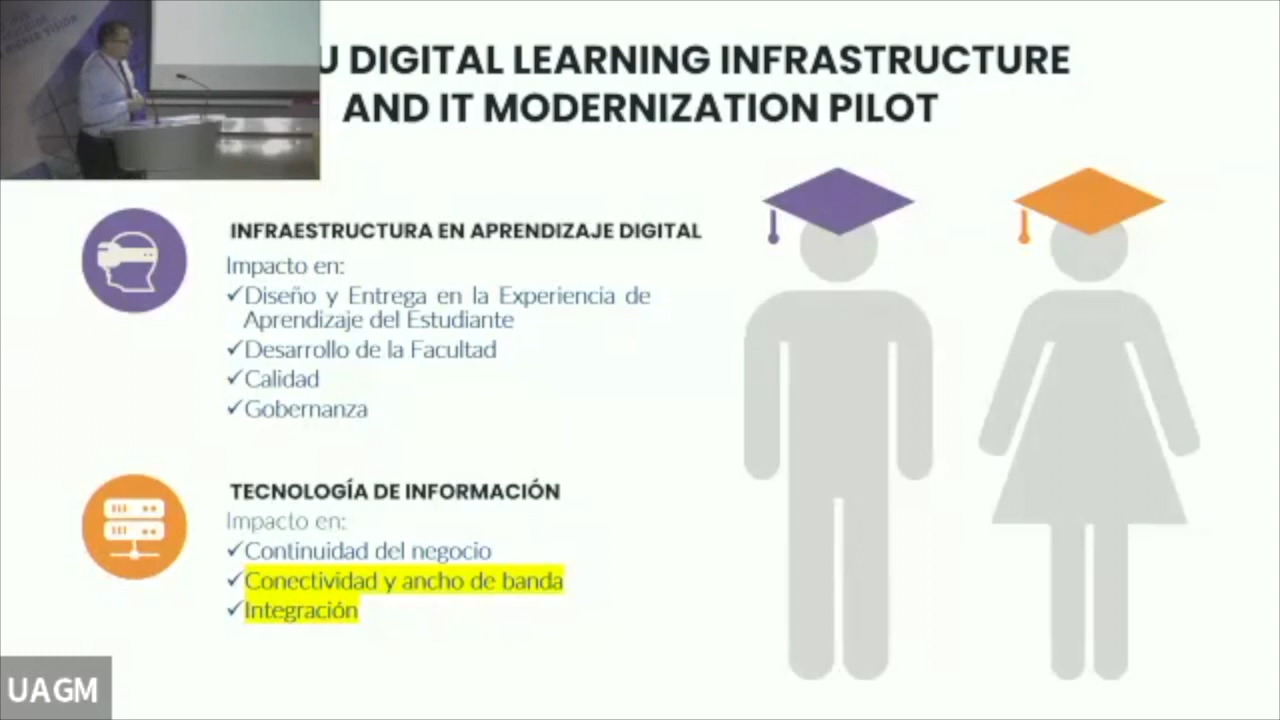 U DIGITAL LEARNING INFRASTRUCTURE
AND IT MODERNIZATION PILOT
INFRAESTRUCTURA EN APRENDIZAJE DIGITAL
Impacto en:
✓Diseño y Entrega en la Experiencia de
Aprendizaje del Estudiante
✓Desarrollo de la Facultad
✓Calidad
✓Gobernanza
TECNOLOGÍA DE INFORMACIÓN
Impacto en:
✓Continuidad del negocio
✓Conectividad y ancho de banda
✓Integración
UAGM